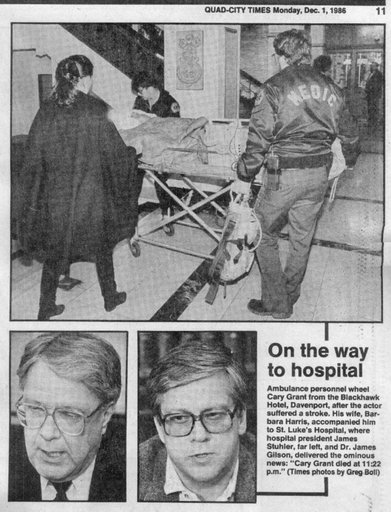 QUAD-CITY TIMES Monday, Dec. 1, 1986 11
MEDIC
On the way
to hospital
Ambulance personnel wheel
Cary Grant from the Blackhawk
Hotel, Davenport, after the actor
suffered a stroke. His wife, Bar-
bara Harris, accompanied him
to St. Luke's Hospital, where
hospital president James
Stuhler, far left, and Dr. James
Gilson, delivered the ominous
news: "Cary Grant died at 11:22
p.m." (Times photos by Greg Boll)